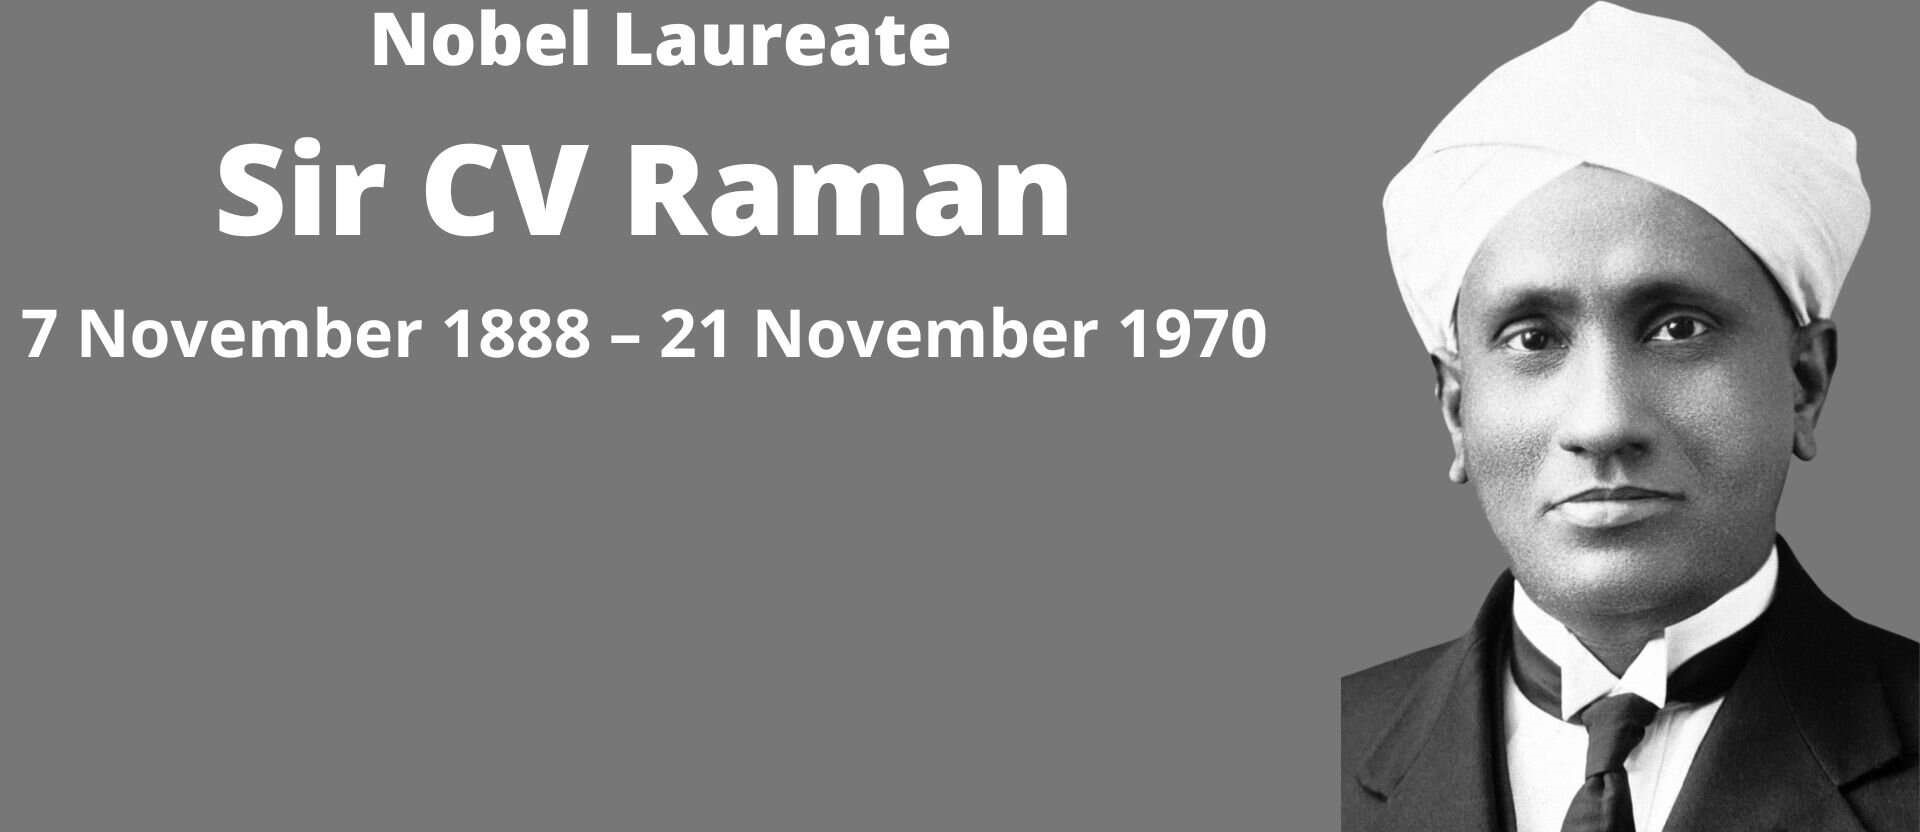 Nobel Laureate
Sir CV Raman
7 November 1888 – 21 November 1970